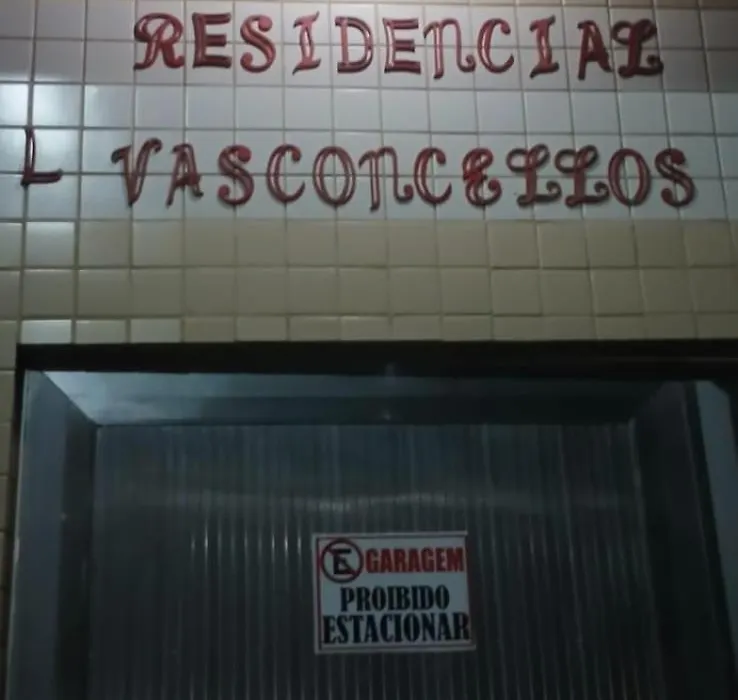 RESIDENCIAL
L VASCONCELLOS
E GARAGEM
PROIBIDO
ESTACIONAR